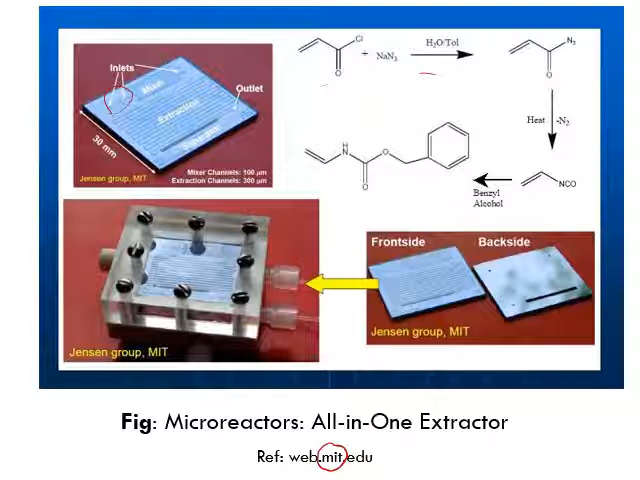 Inlets
Mixer
Extraction
Outlet
Separator
30 mm
Mixer Channels: 100 µm
Extraction Channels: 300 µm
Jensen group, MIT
Cl
O
+ NaN3
H2O/Tol
N3
O
Heat
-N2
NCO
Benzyl
Alcohol
H
N
O
O
Jensen group, MIT
Frontside
Backside
Jensen group, MIT
Fig: Microreactors: All-in-One Extractor
Ref: web.mit.edu